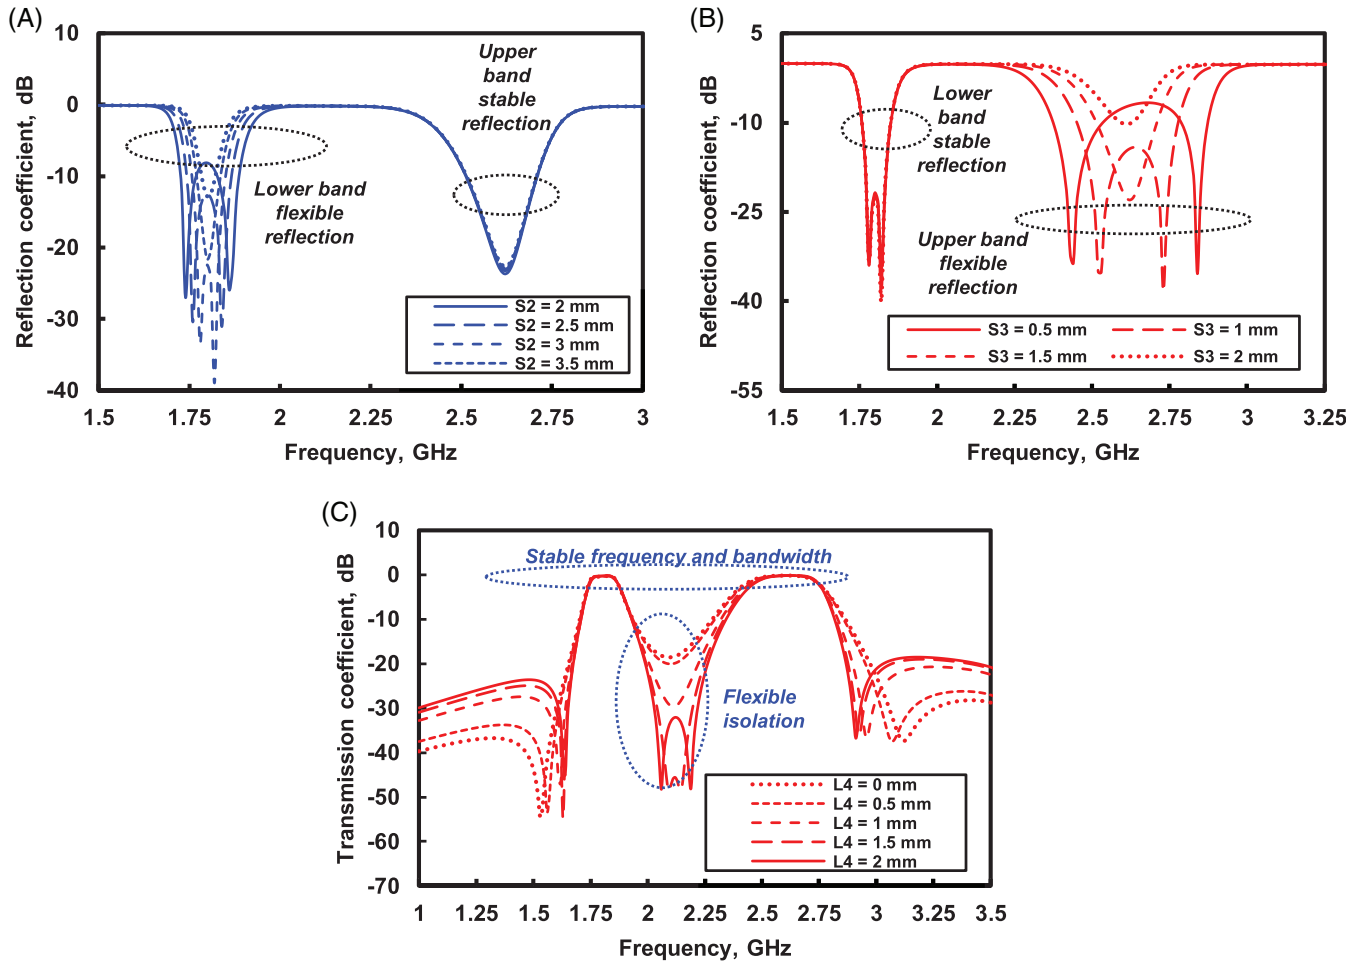 (A)
10
0
-10
-20
-30
-40
Reflection coefficient, dB
Upper
band
stable
reflection
Lower band
flexible
reflection
S2 = 2 mm
S2 = 2.5 mm
S2 = 3 mm
S2 = 3.5 mm
1.5 1.75 2 2.25 2.5 2.75 3
Frequency, GHz
(B)
5
-10
-25
-40
-55
Reflection coefficient, dB
Lower
band
stable
reflection
Upper band
flexible
reflection
S3 = 0.5 mm S3 = 1 mm
S3 = 1.5 mm S3 = 2 mm
1.5 1.75 2 2.25 2.5 2.75 3 3.25
Frequency, GHz
(C)
10
0
-10
-20
-30
-40
-50
-60
-70
Transmission coefficient, dB
Stable frequency and bandwidth
Flexible
isolation
L4 = 0 mm
L4 = 0.5 mm
L4 = 1 mm
L4 = 1.5 mm
L4 = 2 mm
1 1.25 1.5 1.75 2 2.25 2.5 2.75 3 3.25 3.5
Frequency, GHz